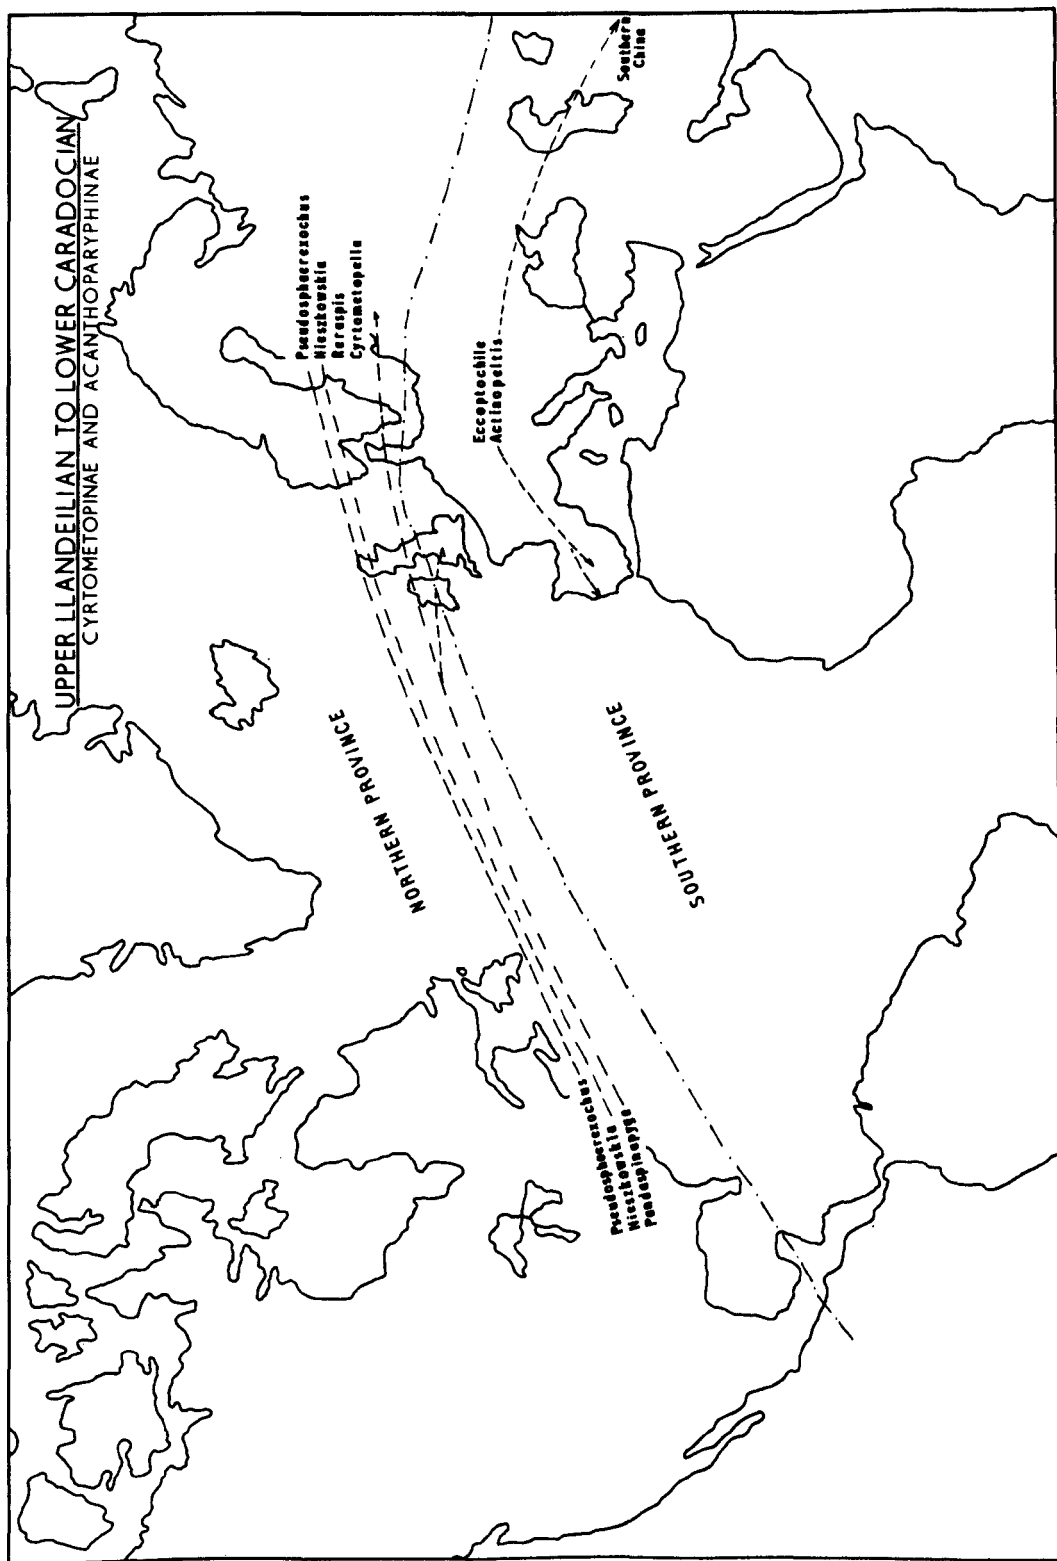 UPPER LLANDEILIAN TO LOWER CARADOCIAN
CYRTOMETOPINAE AND ACANTHOPARYPHINAE
Pseudosphaerexochus
Nieszkowskia
Reraspis
Cyrtometopella
NORTHERN PROVINCE
Eccoptochile
Actinopeltis
Southern
China
SOUTHERN PROVINCE
Pseudosphaerexochus
Nieszkowskia
Pandaspinapyga